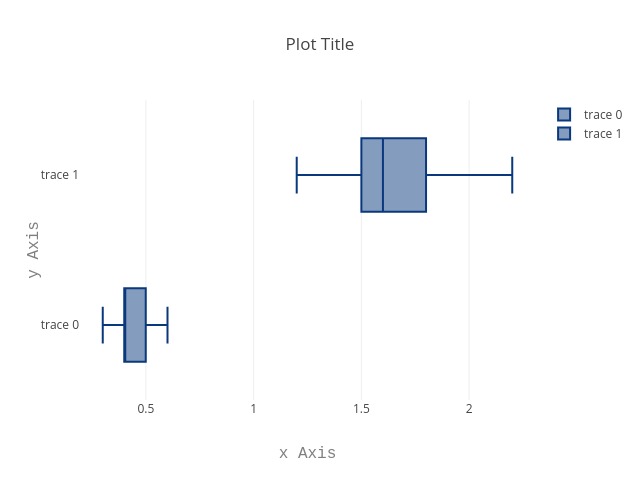 Plot Title
trace 0
trace 1
trace 1
y Axis
trace 0
0.5
1
1.5
2
x Axis